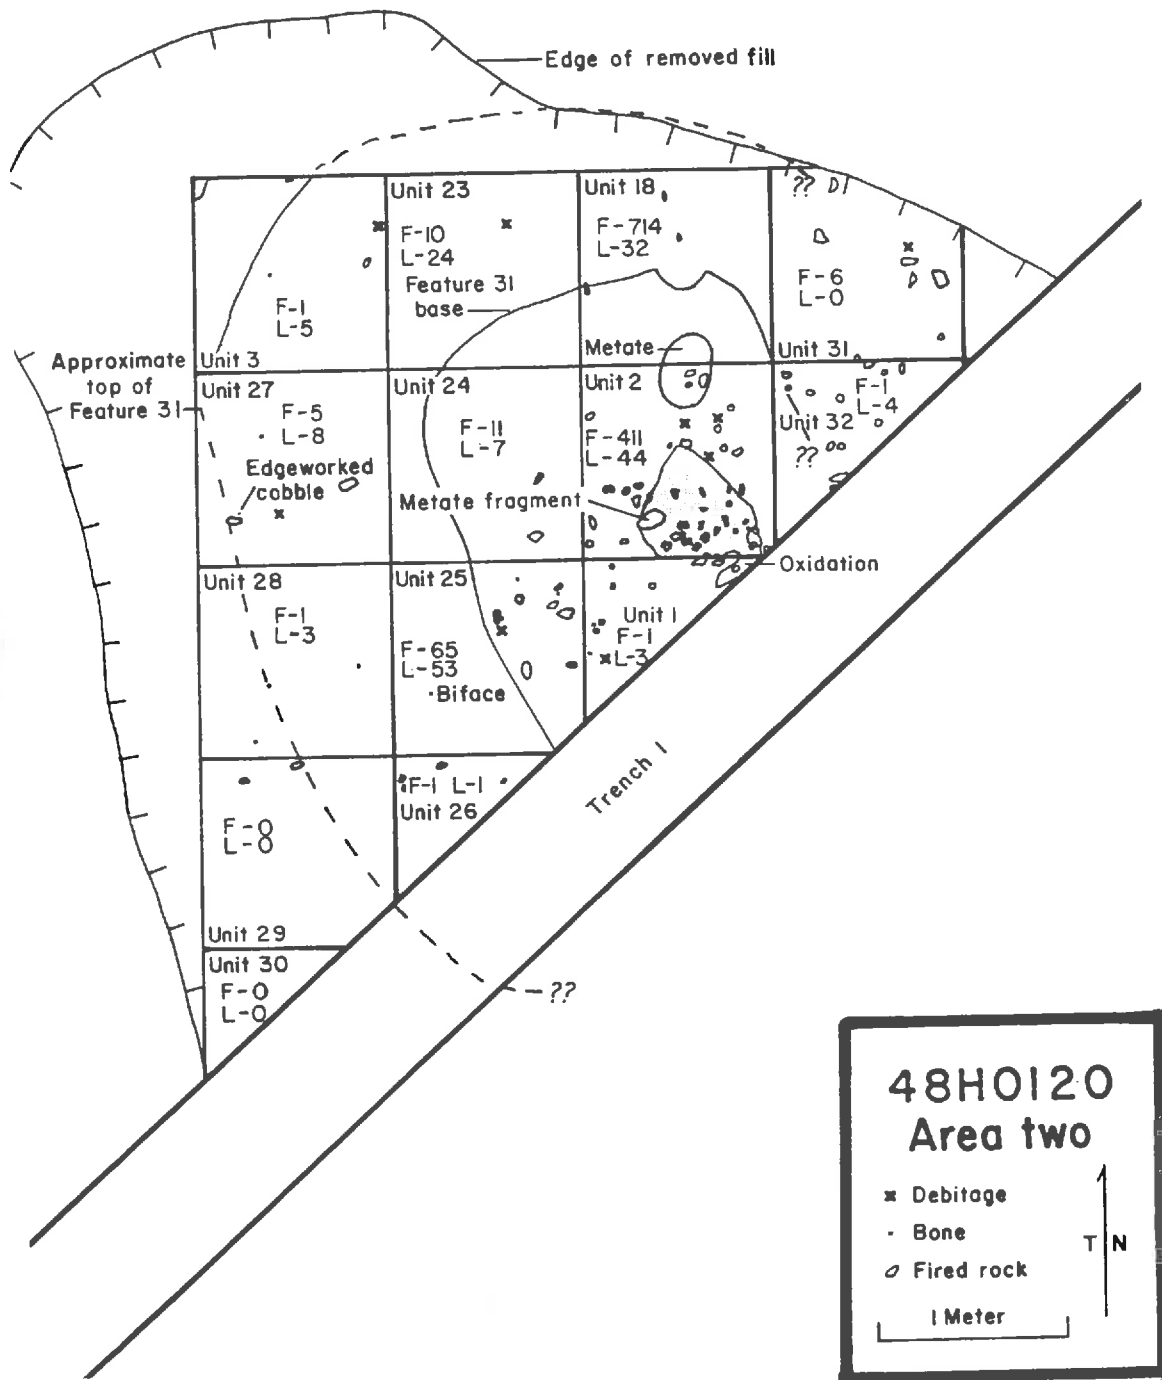 Edge of removed fill
Unit 23
F-10
L-24
Feature 31
base
Unit 18
F-714
L-32
Metate
??
F-6
L-0
Unit 31
F-1
L-5
Unit 3
Approximate
top of
Feature 31
Unit 27
F-5
L-8
Edgeworked
cobble
Unit 24
F-11
L-7
Metate fragment
Unit 2
F-411
L-44
F-1
L-4
Unit 32
??
Oxidation
Unit 28
F-1
L-3
Unit 25
F-65
L-53
Biface
Unit 1
F-1
L-3
F-0
L-0
Unit 29
F-1 L-1
Unit 26
Trench 1
Unit 30
F-0
L-0
??
48HO120
Area two
Debitage
Bone
Fired rock
T N
1 Meter